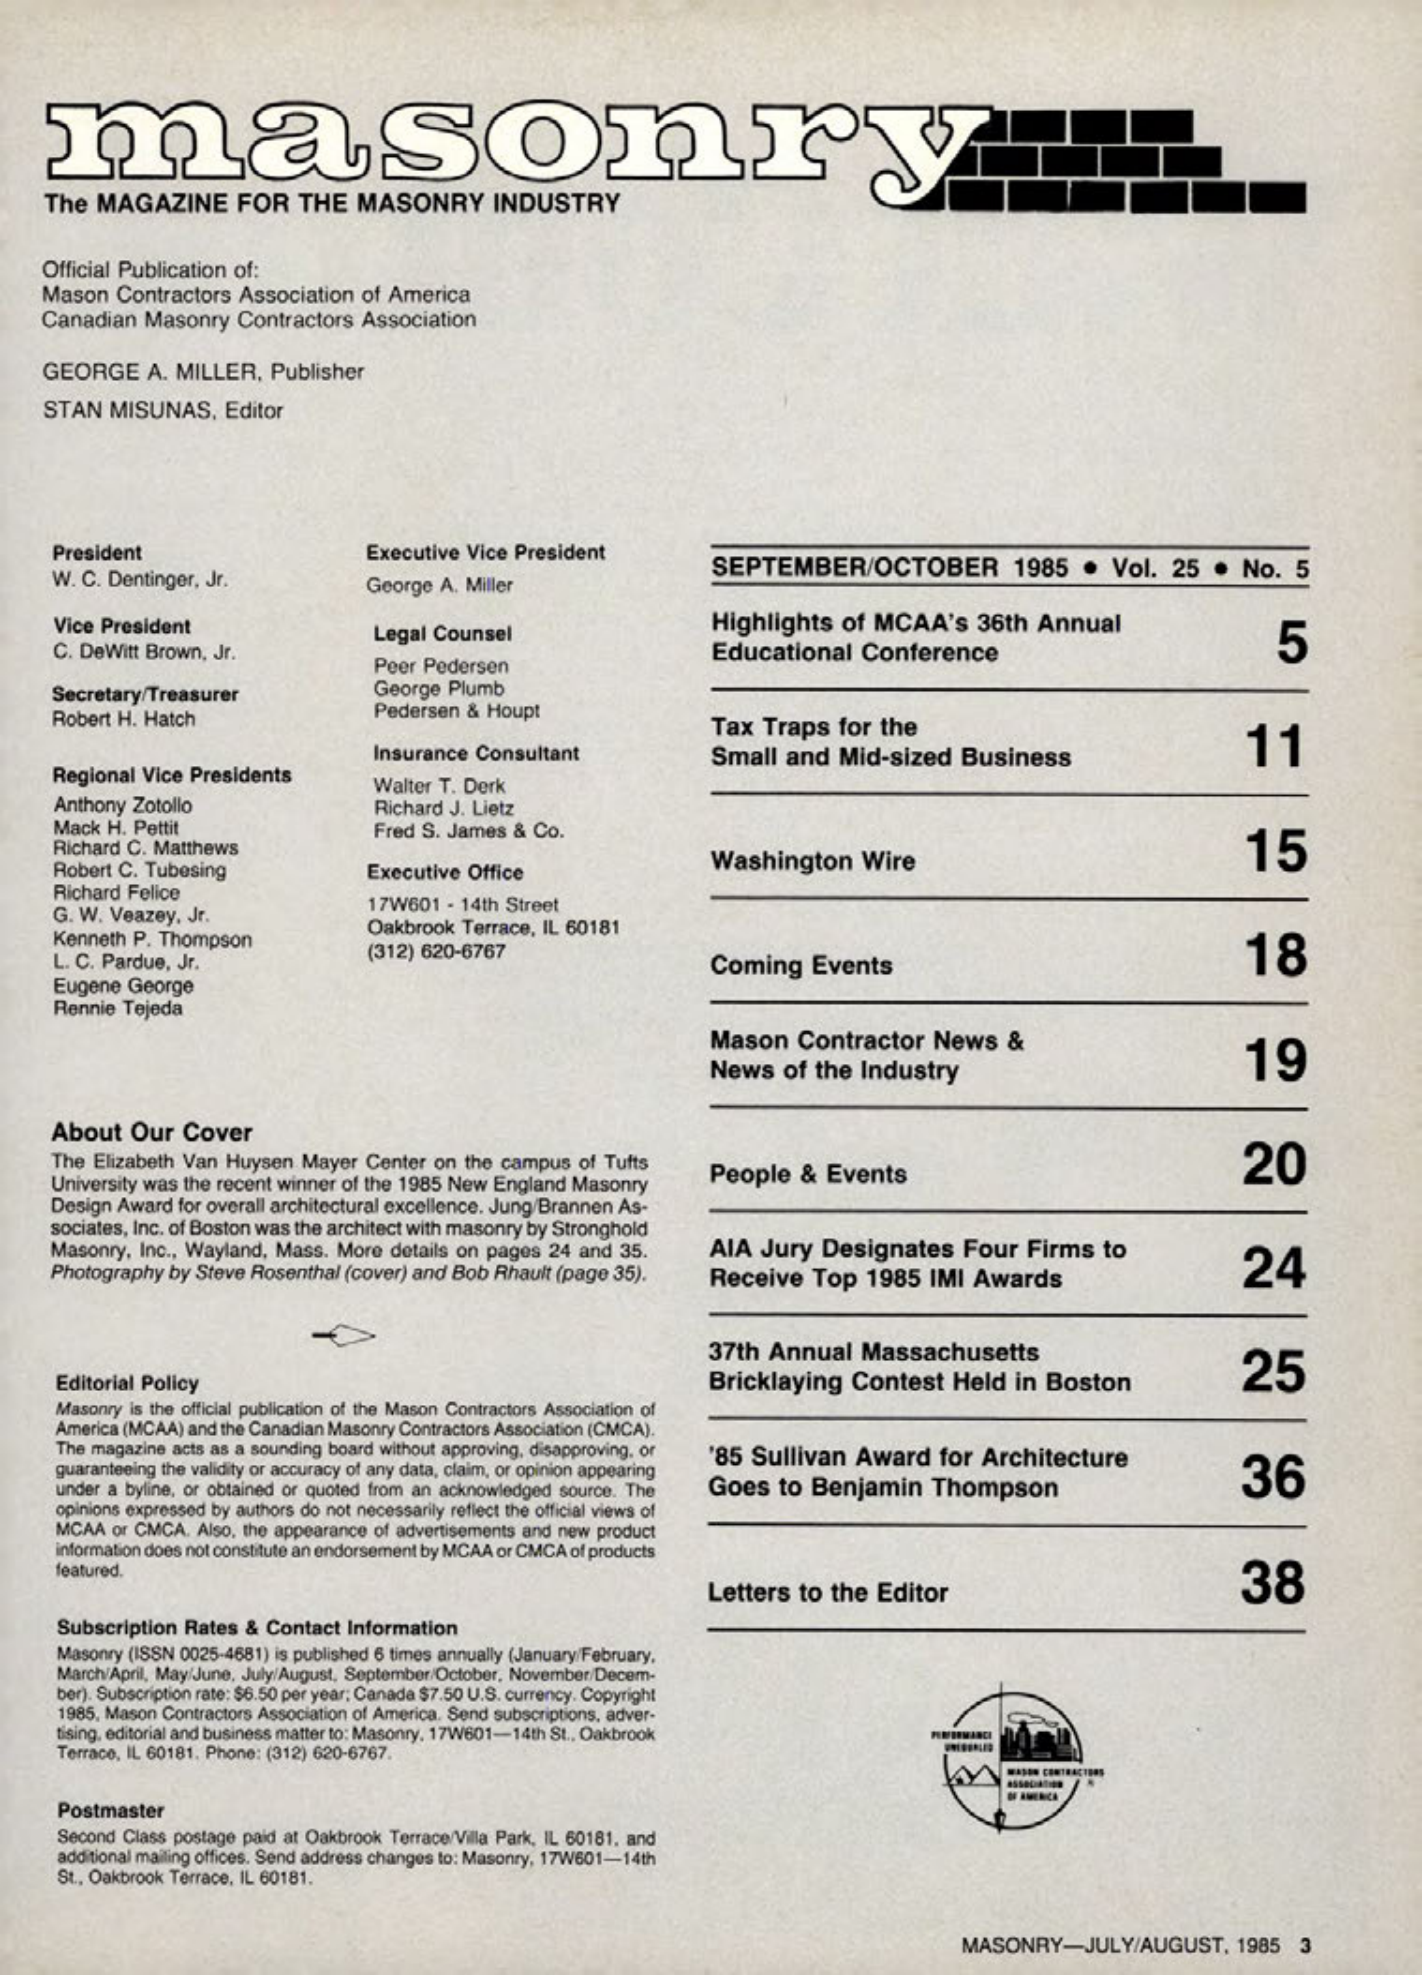 masonry
The MAGAZINE FOR THE MASONRY INDUSTRY
Official Publication of:
Mason Contractors Association of America
Canadian Masonry Contractors Association
GEORGE A. MILLER, Publisher
STAN MISUNAS, Editor
President
W. C. Dentinger, Jr.
Vice President
C. DeWitt Brown, Jr.
Secretary/Treasurer
Robert H. Hatch
Regional Vice Presidents
Anthony Zotollo
Mack H. Pettit
Richard C. Matthews
Robert C. Tubesing
Richard Felice
G. W. Veazey, Jr.
Kenneth P. Thompson
L. C. Pardue, Jr.
Eugene George
Rennie Tejeda
Executive Vice President
George A. Miller
Legal Counsel
Peer Pedersen
George Plumb
Pedersen & Houpt
Insurance Consultant
Walter T. Derk
Richard J. Lietz
Fred S. James & Co.
Executive Office
17W601 - 14th Street
Oakbrook Terrace, IL 60181
(312) 620-6767
About Our Cover
The Elizabeth Van Huysen Mayer Center on the campus of Tufts
University was the recent winner of the 1985 New England Masonry
Design Award for overall architectural excellence. Jung/Brannen As-
sociates, Inc. of Boston was the architect with masonry by Stronghold
Masonry, Inc., Wayland, Mass. More details on pages 24 and 35.
Photography by Steve Rosenthal (cover) and Bob Rhault (page 35).
Editorial Policy
Masonry is the official publication of the Mason Contractors Association of
America (MCAA) and the Canadian Masonry Contractors Association (CMCA).
The magazine acts as a sounding board without approving, disapproving, or
guaranteeing the validity or accuracy of any data, claim, or opinion appearing
under a byline, or obtained or quoted from an acknowledged source. The
opinions expressed by authors do not necessarily reflect the official views of
MCAA or CMCA. Also, the appearance of advertisements and new product
information does not constitute an endorsement by MCAA or CMCA of products
featured.
Subscription Rates & Contact Information
Masonry (ISSN 0025-4681) is published 6 times annually (January/February,
March/April, May/June, July/August, September/October, November/Decem-
ber). Subscription rate: $6.50 per year; Canada $7.50 U.S. currency. Copyright
1985, Mason Contractors Association of America. Send subscriptions, adver-
tising, editorial and business matter to: Masonry, 17W601—14th St., Oakbrook
Terrace, IL 60181. Phone: (312) 620-6767.
Postmaster
Second Class postage paid at Oakbrook Terrace/Villa Park, IL 60181, and
additional mailing offices. Send address changes to: Masonry, 17W601—14th
St., Oakbrook Terrace, IL 60181.
SEPTEMBER/OCTOBER 1985 ● Vol. 25 ● No. 5
Highlights of MCAA's 36th Annual
Educational Conference 5
Tax Traps for the
Small and Mid-sized Business 11
Washington Wire 15
Coming Events 18
Mason Contractor News &
News of the Industry 19
People & Events 20
AIA Jury Designates Four Firms to
Receive Top 1985 IMI Awards 24
37th Annual Massachusetts
Bricklaying Contest Held in Boston 25
'85 Sullivan Award for Architecture
Goes to Benjamin Thompson 36
Letters to the Editor 38
PERFORMANCE
UNEQUALED
MASON CONTRACTORS
ASSOCIATION ®
OF AMERICA
MASONRY—JULY/AUGUST, 1985 3